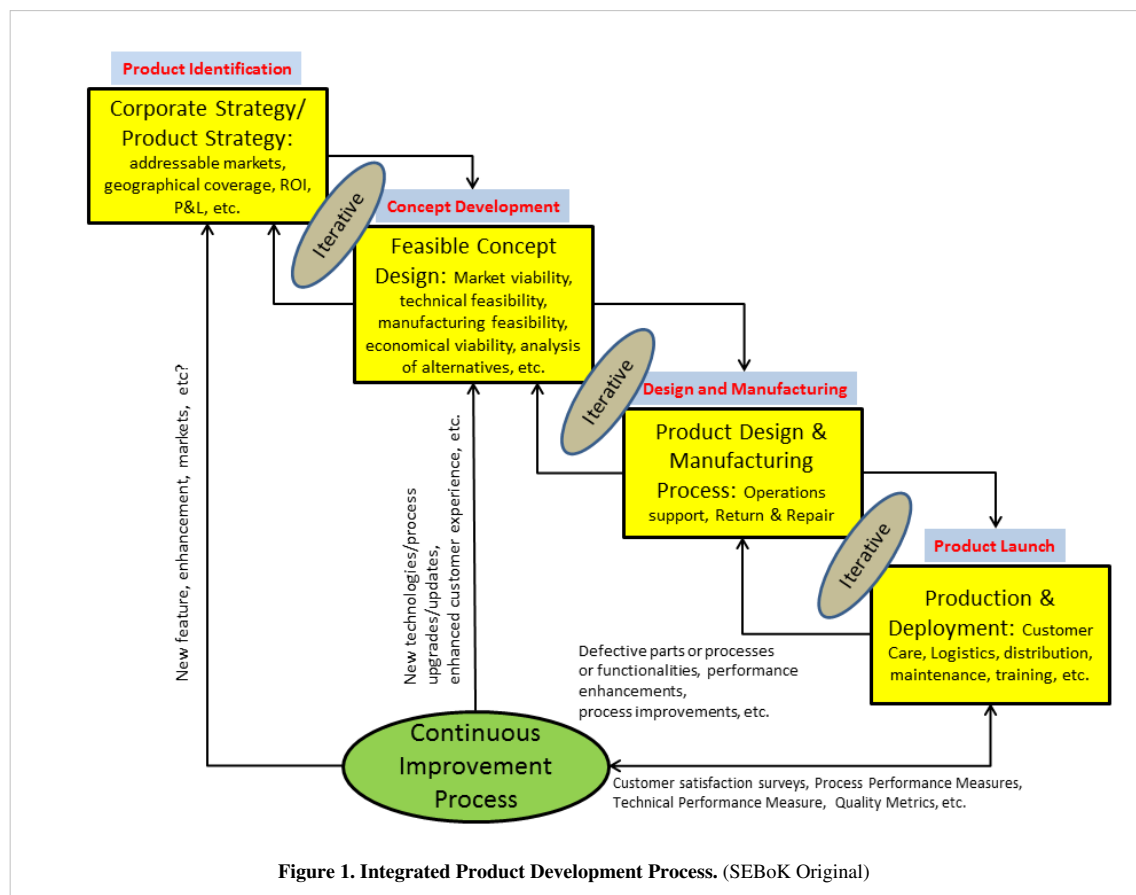 Product Identification
Corporate Strategy/
Product Strategy:
addressable markets,
geographical coverage, ROI,
P&L, etc.
Iterative
Concept Development
Feasible Concept
Design: Market viability,
technical feasibility,
manufacturing feasibility,
economical viability, analysis
of alternatives, etc.
Iterative
Design and Manufacturing
Product Design &
Manufacturing
Process: Operations
support, Return & Repair
Iterative
Product Launch
Production &
Deployment: Customer
Care, Logistics, distribution,
maintenance, training, etc.
New feature, enhancement, markets, etc?
New technologies/process
upgrades/updates,
enhanced customer experience, etc.
Defective parts or processes
or functionalities, performance
enhancements,
process improvements, etc.
Continuous
Improvement
Process
Customer satisfaction surveys, Process Performance Measures,
Technical Performance Measure, Quality Metrics, etc.
Figure 1. Integrated Product Development Process. (SEBoK Original)